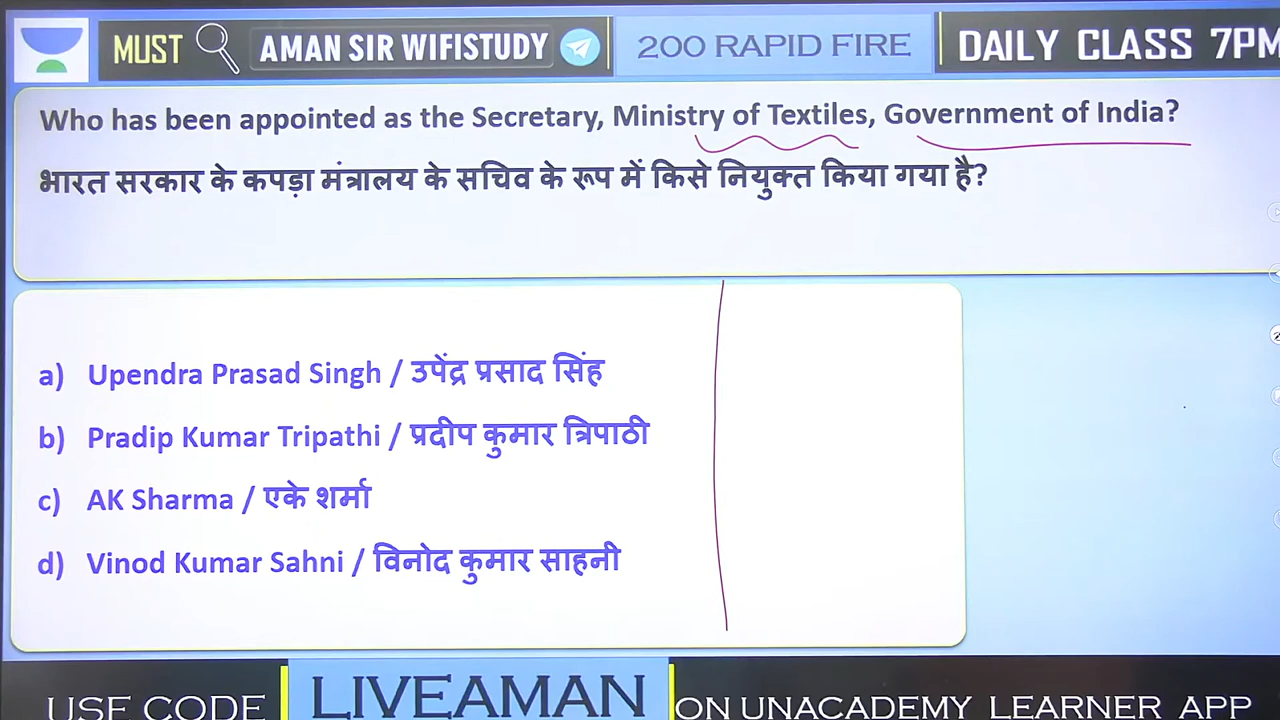 MUST AMAN SIR WIFISTUDY 200 RAPID FIRE DAILY CLASS 7PM
Who has been appointed as the Secretary, Ministry of Textiles, Government of India?
भारत सरकार के कपड़ा मंत्रालय के सचिव के रूप में किसे नियुक्त किया गया है?
a) Upendra Prasad Singh / उपेंद्र प्रसाद सिंह
b) Pradip Kumar Tripathi / प्रदीप कुमार त्रिपाठी
c) AK Sharma / एके शर्मा
d) Vinod Kumar Sahni / विनोद कुमार साहनी
USE CODE LIVEAMAN ON UNACADEMY LEARNER APP